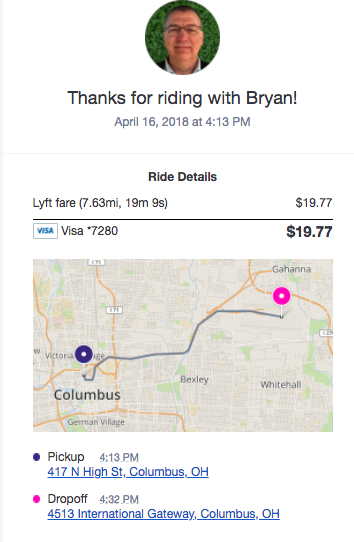 Thanks for riding with Bryan!
April 16, 2018 at 4:13 PM
Ride Details
Lyft fare (7.63mi, 19m 9s) $19.77
VISA Visa *7280 $19.77
Gahanna
I 71
Victoria
Bexley
Whitehall
Columbus
German Village
Pickup 4:13 PM
417 N High St, Columbus, OH
Dropoff 4:32 PM
4513 International Gateway, Columbus, OH